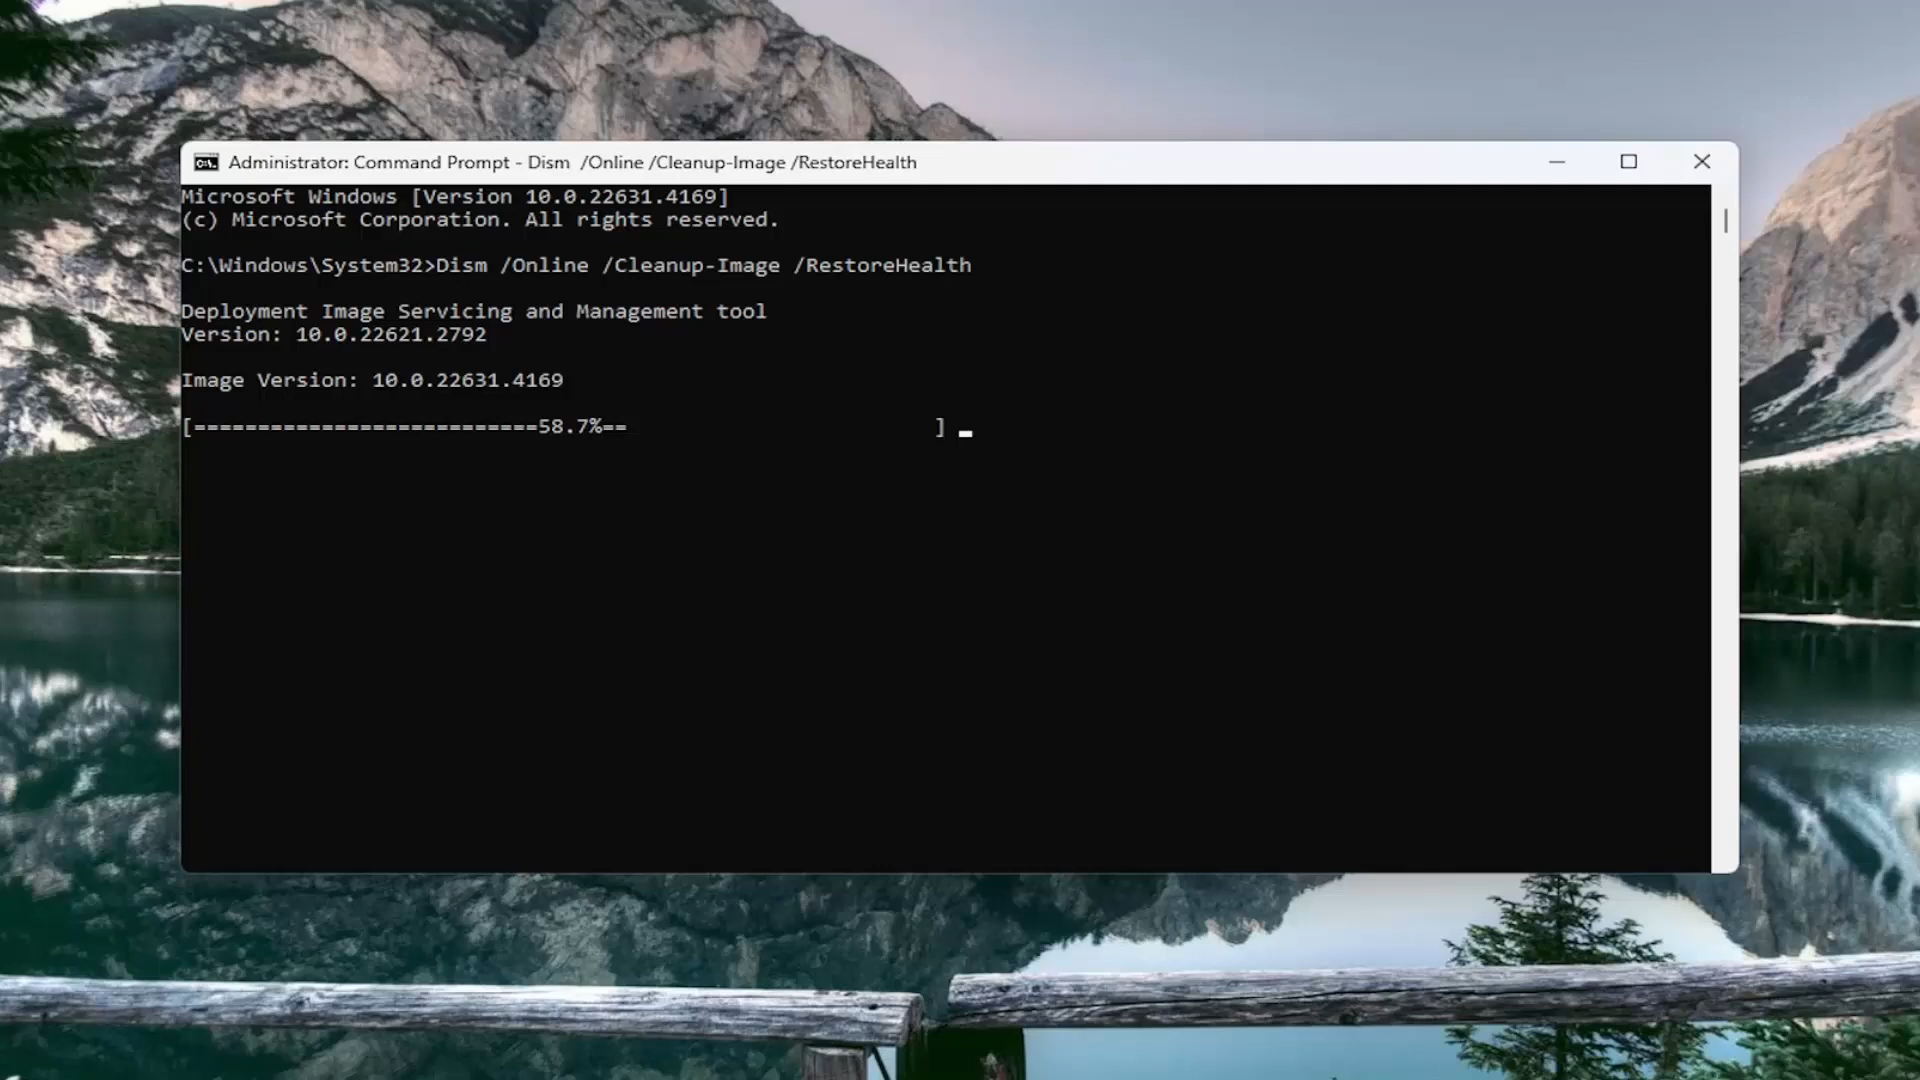 Administrator: Command Prompt - Dism  /Online /Cleanup-Image /RestoreHealth
Microsoft Windows [Version 10.0.22631.4169]
(c) Microsoft Corporation. All rights reserved.
C:\Windows\System32>Dism /Online /Cleanup-Image /RestoreHealth
Deployment Image Servicing and Management tool
Version: 10.0.22621.2792
Image Version: 10.0.22631.4169
[===========================58.7%==                        ]